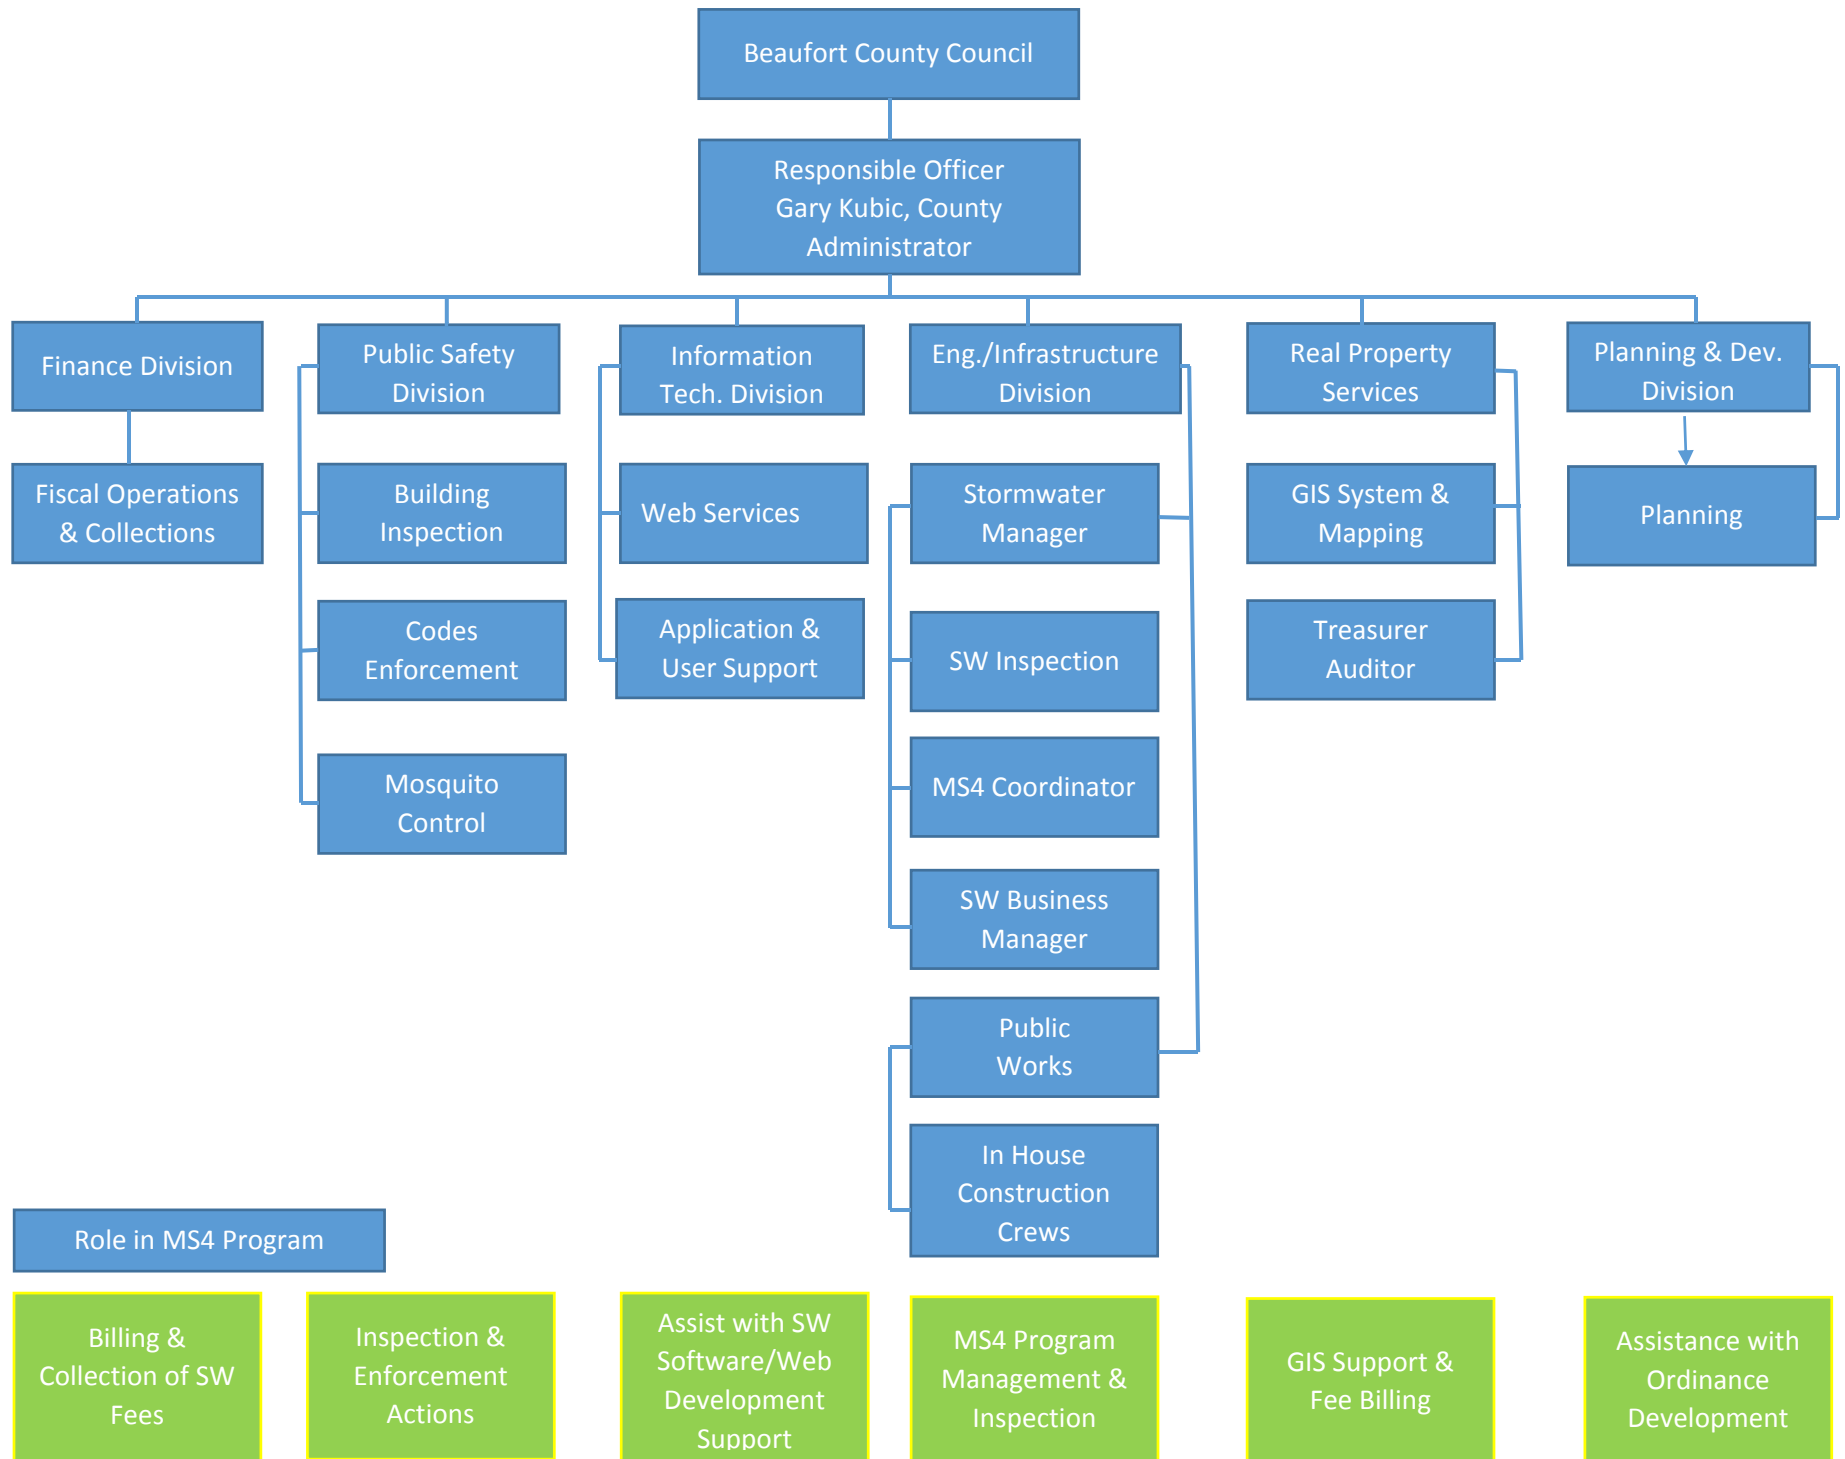 Beaufort County Council
Responsible Officer
Gary Kubic, County
Administrator
Finance Division
Public Safety
Division
Information
Tech. Division
Eng./Infrastructure
Division
Real Property
Services
Planning & Dev.
Division
Fiscal Operations
& Collections
Building
Inspection
Web Services
Stormwater
Manager
GIS System &
Mapping
Planning
Codes
Enforcement
Application &
User Support
SW Inspection
Treasurer
Auditor
Mosquito
Control
MS4 Coordinator
SW Business
Manager
Public
Works
In House
Construction
Crews
Role in MS4 Program
Billing &
Collection of SW
Fees
Inspection &
Enforcement
Actions
Assist with SW
Software/Web
Development
Support
MS4 Program
Management &
Inspection
GIS Support &
Fee Billing
Assistance with
Ordinance
Development